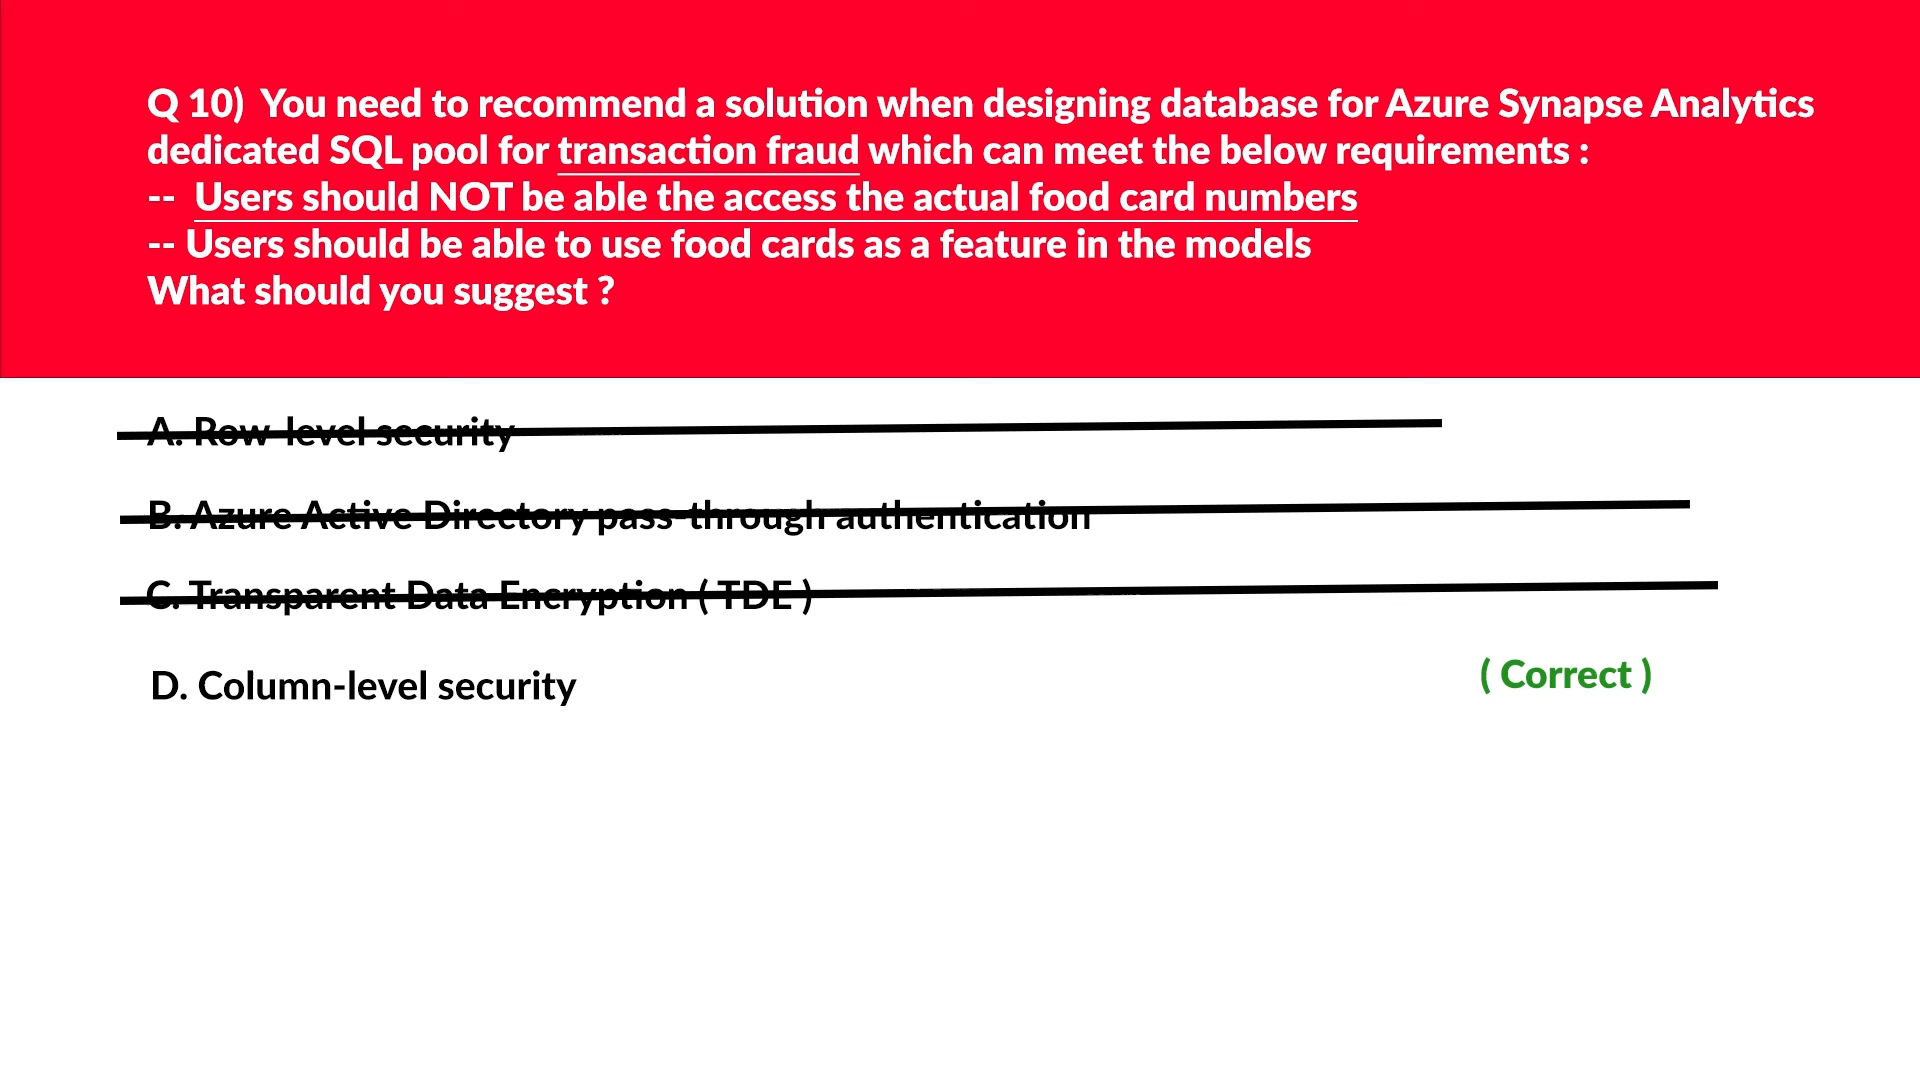 Q 10) You need to recommend a solution when designing database for Azure Synapse Analytics
dedicated SQL pool for transaction fraud which can meet the below requirements :
-- Users should NOT be able the access the actual food card numbers
-- Users should be able to use food cards as a feature in the models
What should you suggest ?
A. Row-level security
B. Azure Active Directory pass-through authentication
C. Transparent Data Encryption ( TDE )
D. Column-level security
( Correct )